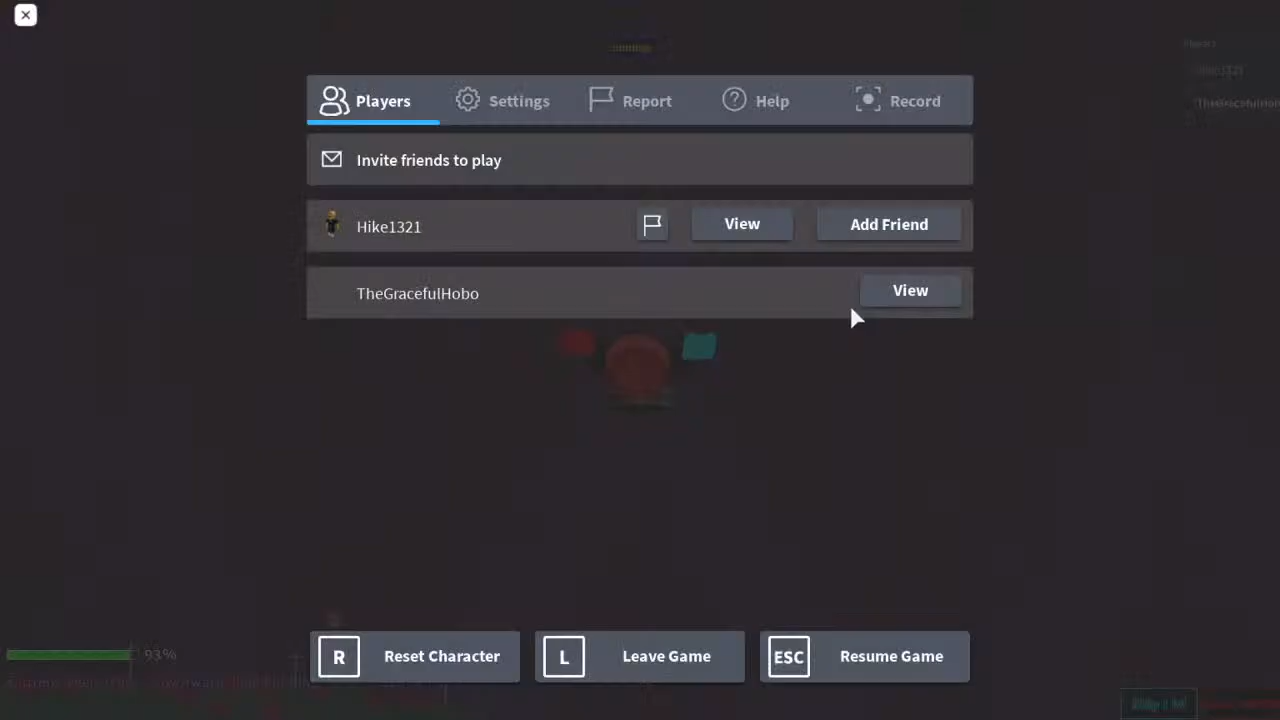 Players Settings Report Help Record
Invite friends to play
Hike1321 View Add Friend
TheGracefulHobo View
R Reset Character L Leave Game ESC Resume Game
93%